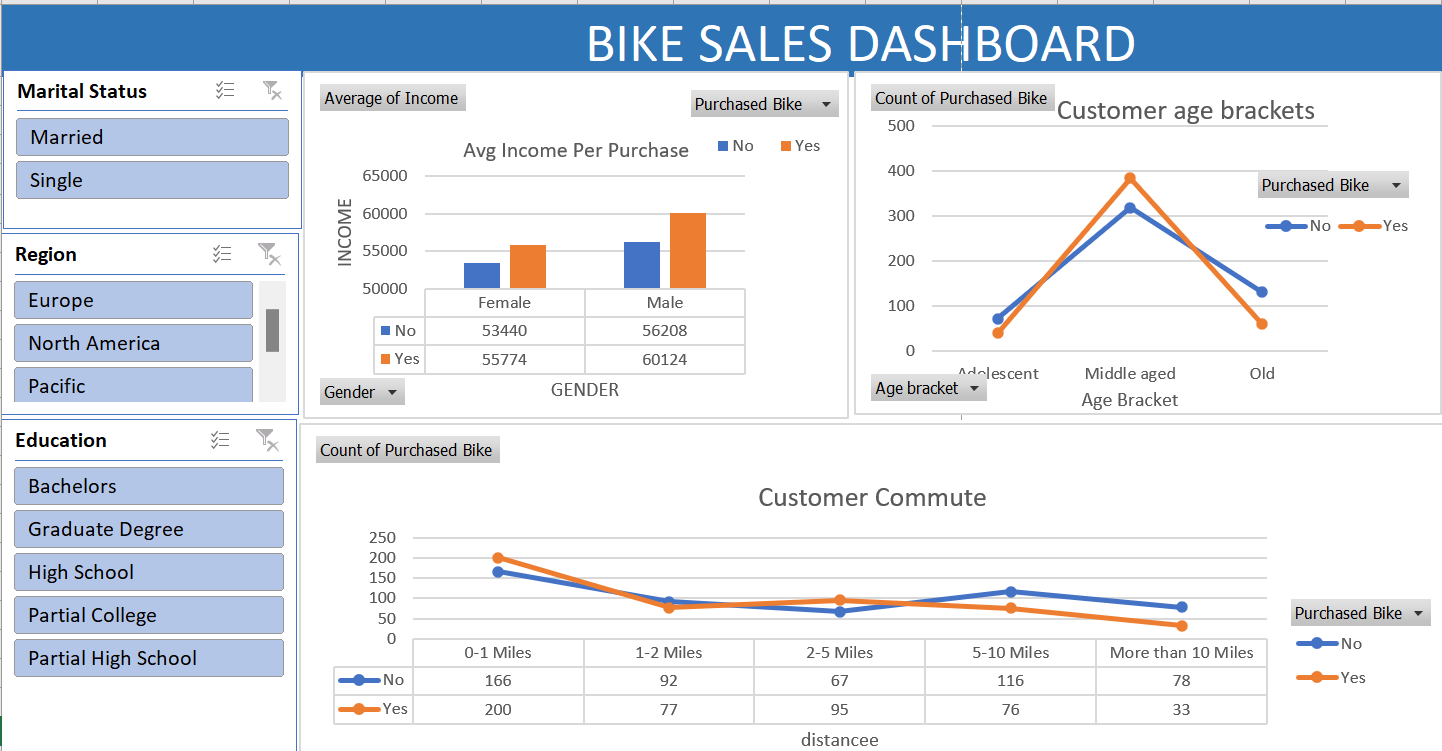 BIKE SALES DASHBOARD
Marital Status
Married
Single
Region
Europe
North America
Pacific
Education
Bachelors
Graduate Degree
High School
Partial College
Partial High School
Average of Income
Purchased Bike
Avg Income Per Purchase
No Yes
INCOME
65000
60000
55000
50000
Female Male
No 53440 56208
Yes 55774 60124
Gender
GENDER
Count of Purchased Bike
Customer age brackets
500
400
300
200
100
0
Purchased Bike
No Yes
Adolescent Middle aged Old
Age bracket
Age Bracket
Count of Purchased Bike
Customer Commute
250
200
150
100
50
0
0-1 Miles 1-2 Miles 2-5 Miles 5-10 Miles More than 10 Miles
No 166 92 67 116 78
Yes 200 77 95 76 33
distancee
Purchased Bike
No
Yes